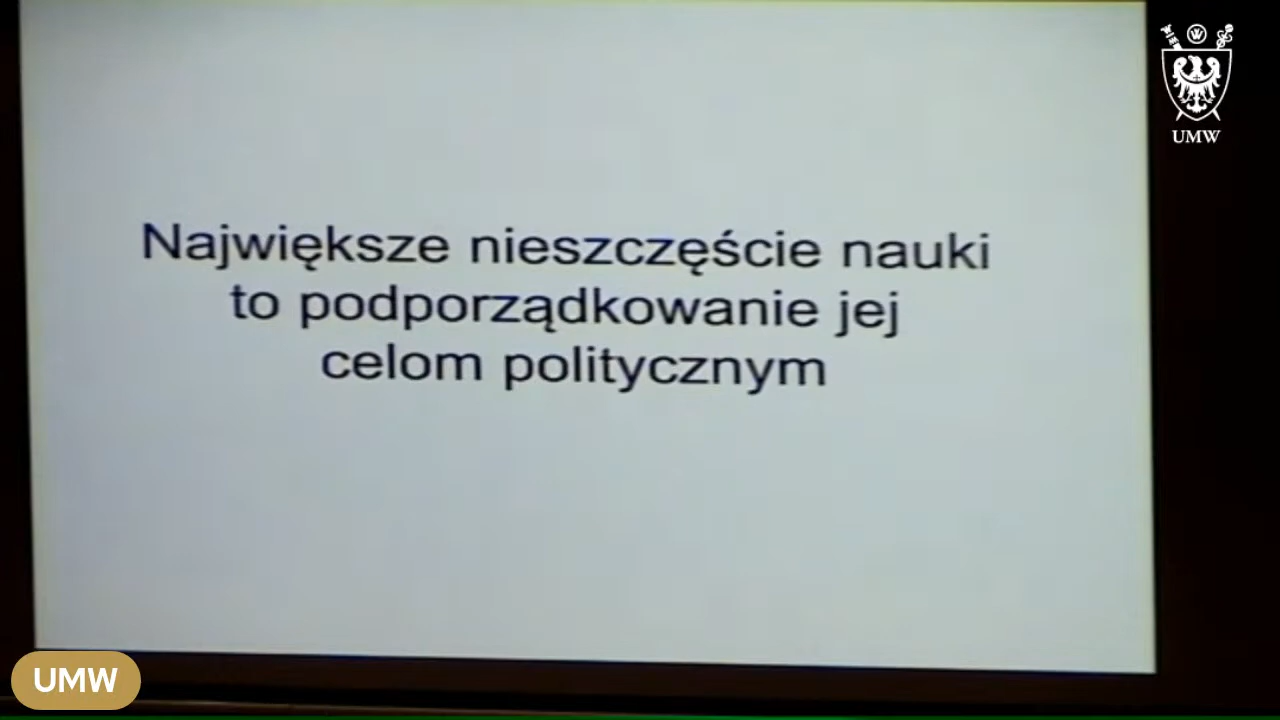 Największe nieszczęście nauki
to podporządkowanie jej
celom politycznym
W
UMW
UMW